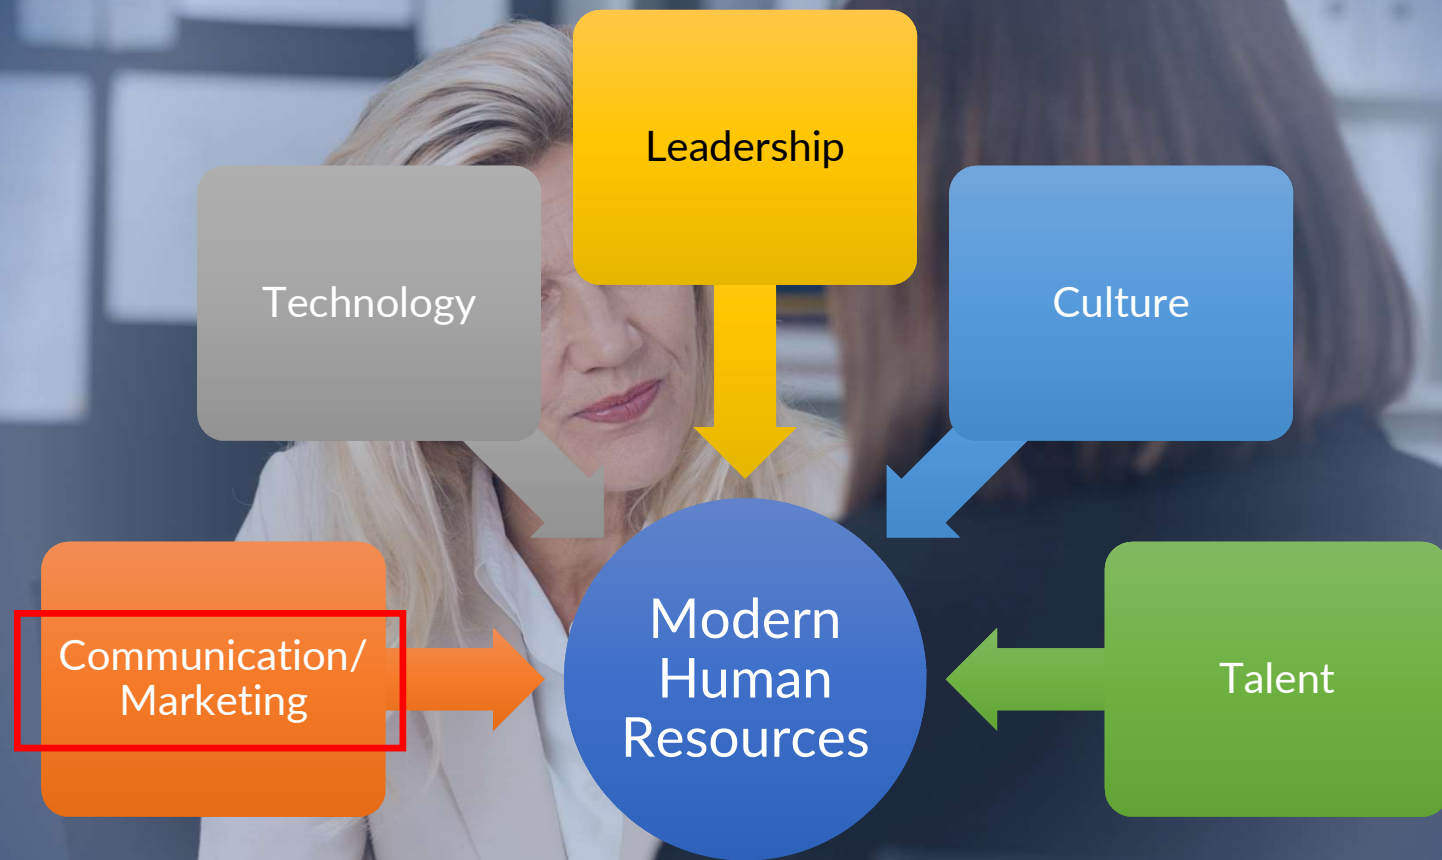 Leadership
Technology
Culture
Communication/
Marketing
Modern
Human
Resources
Talent